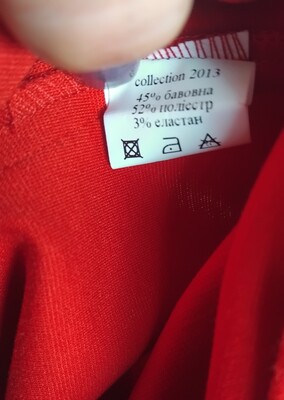 collection 2013
45% бавовна
52% поліестр
3% еластан